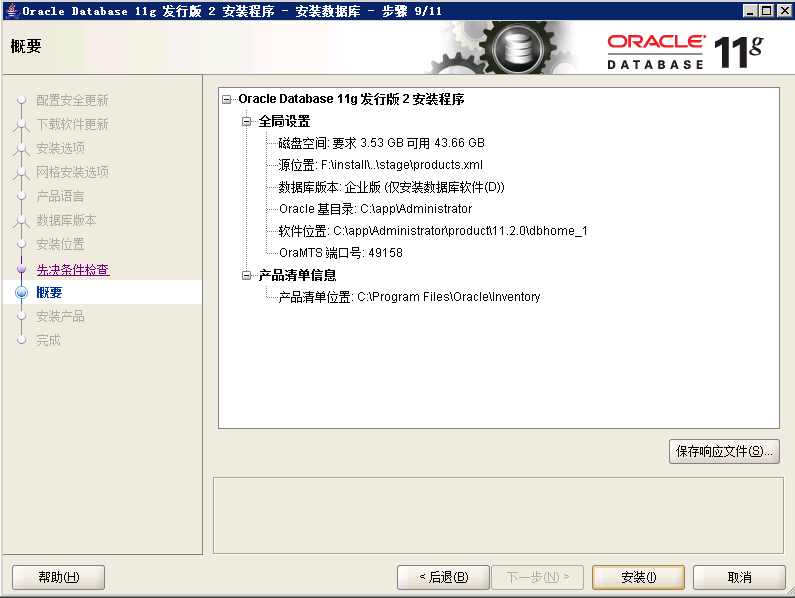 Oracle Database 11g 发行版 2 安装程序 - 安装数据库 - 步骤 9/11
概要
ORACLE
DATABASE
11g
配置安全更新
下载软件更新
安装选项
网格安装选项
产品语言
数据库版本
安装位置
先决条件检查
概要
安装产品
完成
Oracle Database 11g 发行版 2 安装程序
全局设置
磁盘空间: 要求 3.53 GB 可用 43.66 GB
源位置: F:\install\..\stage\products.xml
数据库版本: 企业版 (仅安装数据库软件(D))
Oracle 基目录: C:\app\Administrator
软件位置: C:\app\Administrator\product\11.2.0\dbhome_1
OraMTS 端口号: 49158
产品清单信息
产品清单位置: C:\Program Files\Oracle\Inventory
保存响应文件(S)...
帮助(H)
< 后退(B)
下一步(N) >
安装(I)
取消